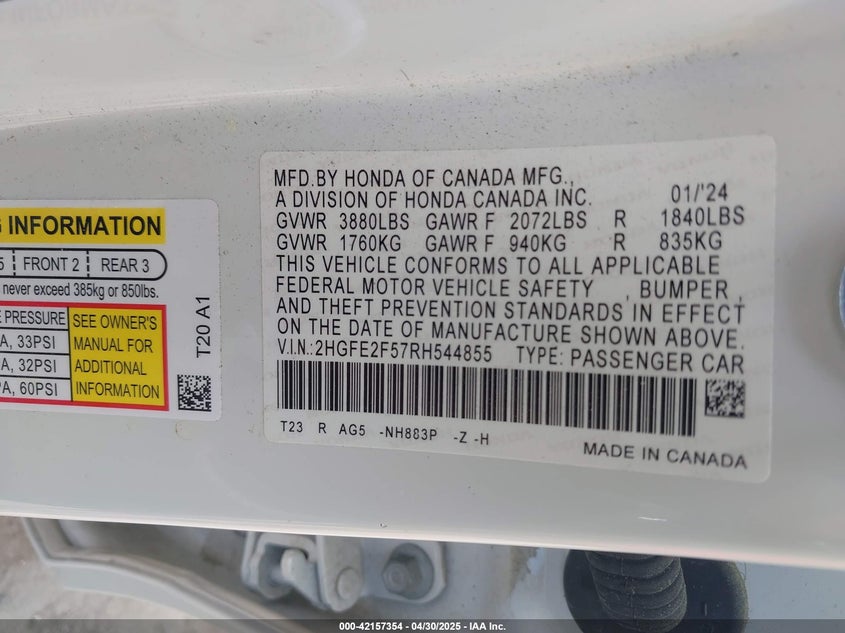 G INFORMATION
5 FRONT 2 REAR 3
never exceed 385kg or 850lbs.
E PRESSURE
A, 33PSI
A, 32PSI
PA, 60PSI
SEE OWNER'S
MANUAL FOR
ADDITIONAL
INFORMATION
T20 A1
MFD.BY HONDA OF CANADA MFG.,
A DIVISION OF HONDA CANADA INC. 01/'24
GVWR 3880LBS GAWR F 2072LBS R 1840LBS
GVWR 1760KG GAWR F 940KG R 835KG
THIS VEHICLE CONFORMS TO ALL APPLICABLE
FEDERAL MOTOR VEHICLE SAFETY , BUMPER ,
AND THEFT PREVENTION STANDARDS IN EFFECT
ON THE DATE OF MANUFACTURE SHOWN ABOVE.
V.I.N.:2HGFE2F57RH544855 TYPE: PASSENGER CAR
T23 R AG5 -NH883P -Z -H
MADE IN CANADA
000-42157354 - 04/30/2025 - IAA Inc.